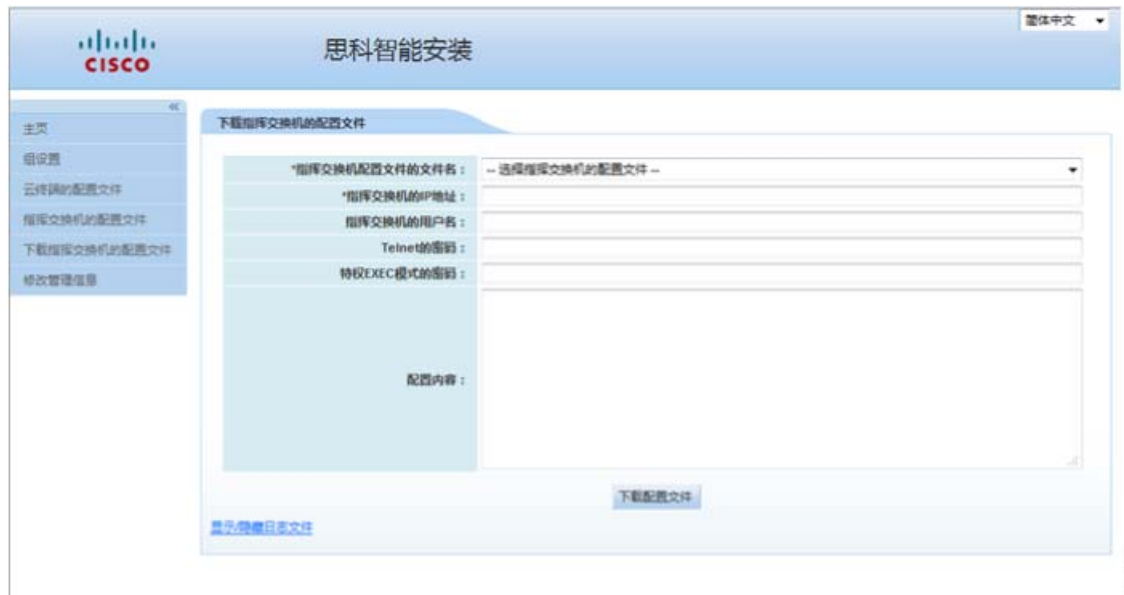 简体中文
CISCO
思科智能安装
主页
组设置
云终端的配置文件
指挥交换机的配置文件
下载指挥交换机的配置文件
修改管理信息
下载指挥交换机的配置文件
*指挥交换机配置文件的文件名：
-- 选择指挥交换机的配置文件 --
*指挥交换机的IP地址：
指挥交换机的用户名：
Telnet的密码：
特权EXEC模式的密码：
配置内容：
下载配置文件
显示/隐藏日志文件